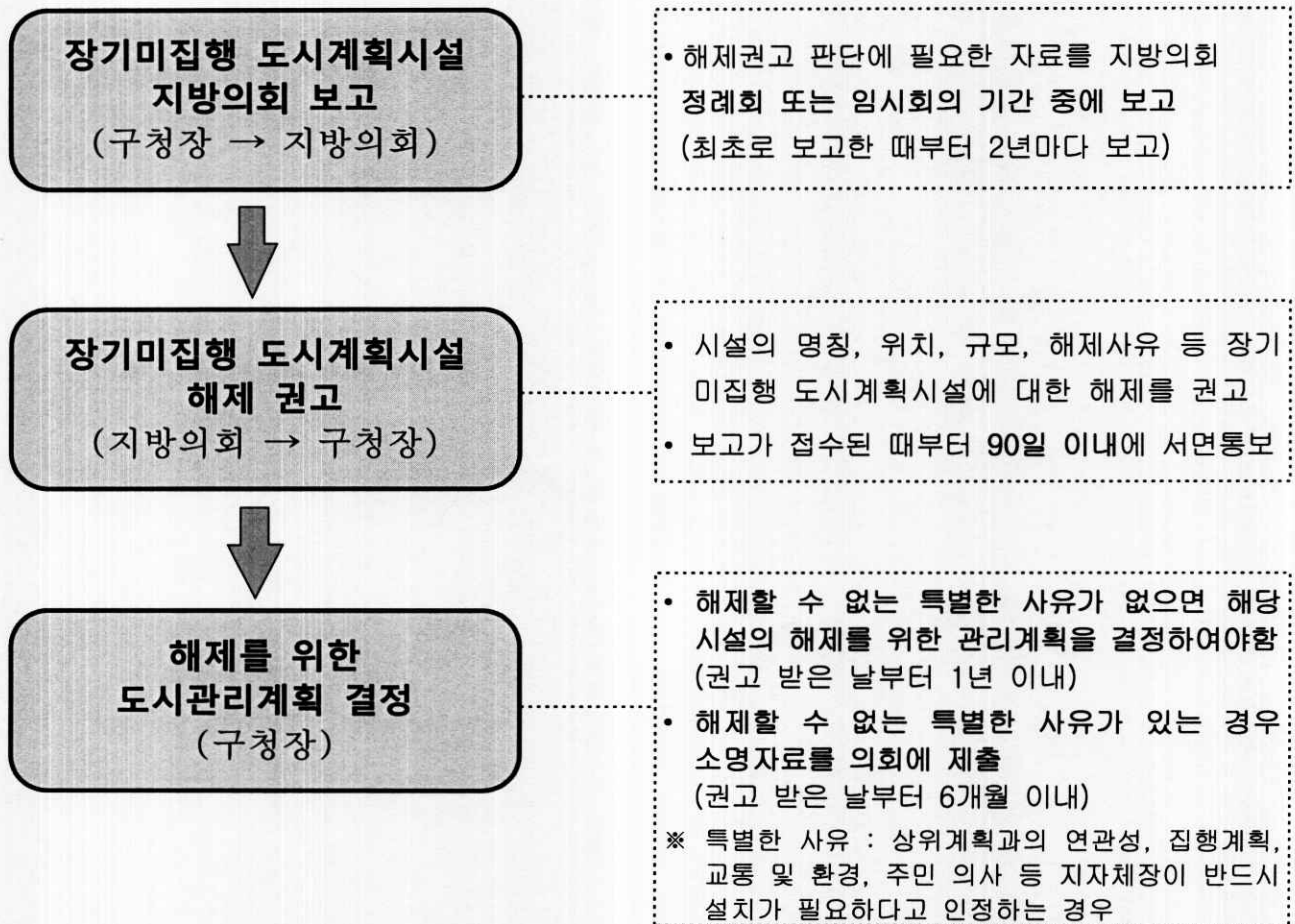 장기미집행 도시계획시설
지방의회 보고
(구청장 → 지방의회)
• 해제권고 판단에 필요한 자료를 지방의회
정례회 또는 임시회의 기간 중에 보고
(최초로 보고한 때부터 2년마다 보고)
장기미집행 도시계획시설
해제 권고
(지방의회 → 구청장)
• 시설의 명칭, 위치, 규모, 해제사유 등 장기
미집행 도시계획시설에 대한 해제를 권고
• 보고가 접수된 때부터 90일 이내에 서면통보
해제를 위한
도시관리계획 결정
(구청장)
• 해제할 수 없는 특별한 사유가 없으면 해당
시설의 해제를 위한 관리계획을 결정하여야함
(권고 받은 날부터 1년 이내)
• 해제할 수 없는 특별한 사유가 있는 경우
소명자료를 의회에 제출
(권고 받은 날부터 6개월 이내)
※ 특별한 사유 : 상위계획과의 연관성, 집행계획,
교통 및 환경, 주민 의사 등 지자체장이 반드시
설치가 필요하다고 인정하는 경우